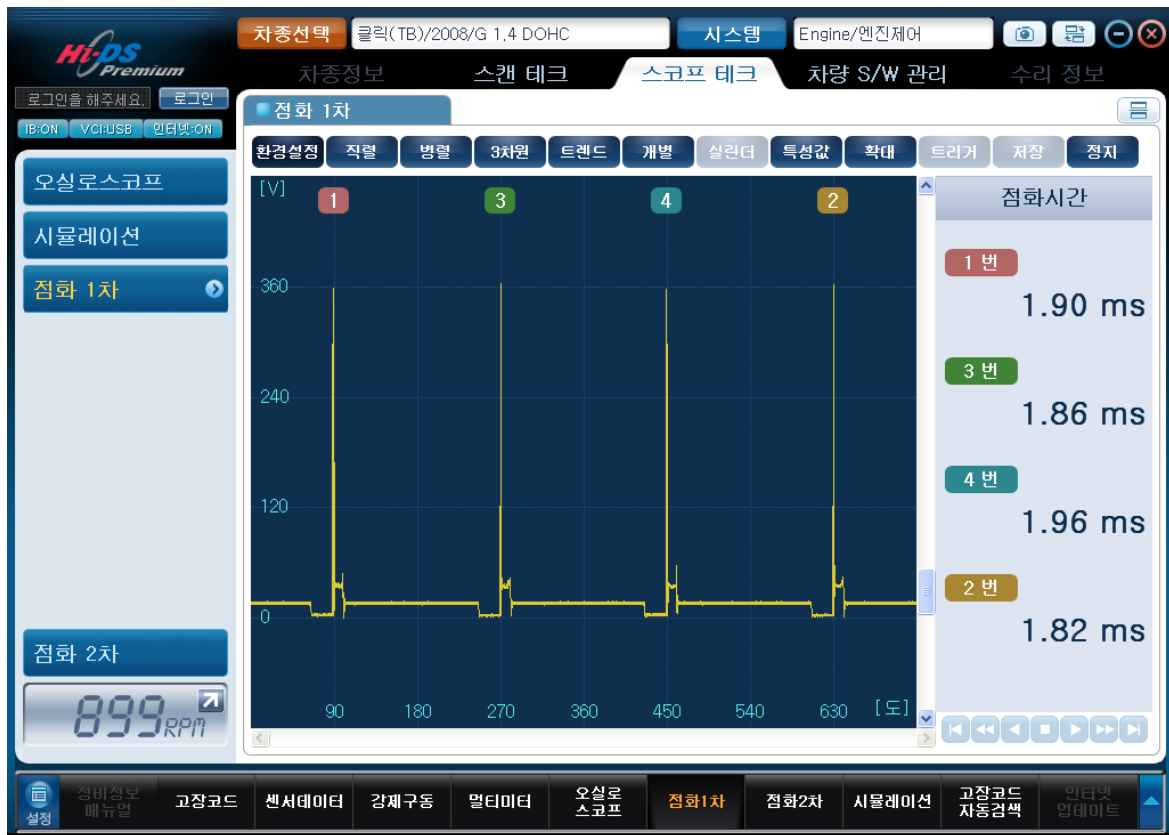 Hi-DS
Premium
차종선택 클릭(TB)/2008/G 1,4 DOHC 시스템 Engine/엔진제어
차종정보 스캔 테크 스코프 테크 차량 S/W 관리 수리 정보
로그인을 해주세요. 로그인
IB:ON VCI:USB 인터넷:ON
점화 1차
환경설정 직렬 병렬 3차원 트렌드 개별 실린더 특성값 확대 트리거 저장 정지
오실로스코프
시뮬레이션
점화 1차
점화 2차
899 RPM
[V]
1 3 4 2
360
240
120
0
90 180 270 360 450 540 630 [도]
점화시간
1 번
1.90 ms
3 번
1.86 ms
4 번
1.96 ms
2 번
1.82 ms
설정
정비정보
매뉴얼
고장코드
센서데이터
강제구동
멀티미터
오실로
스코프
점화1차
점화2차
시뮬레이션
고장코드
자동검색
인터넷
업데이트